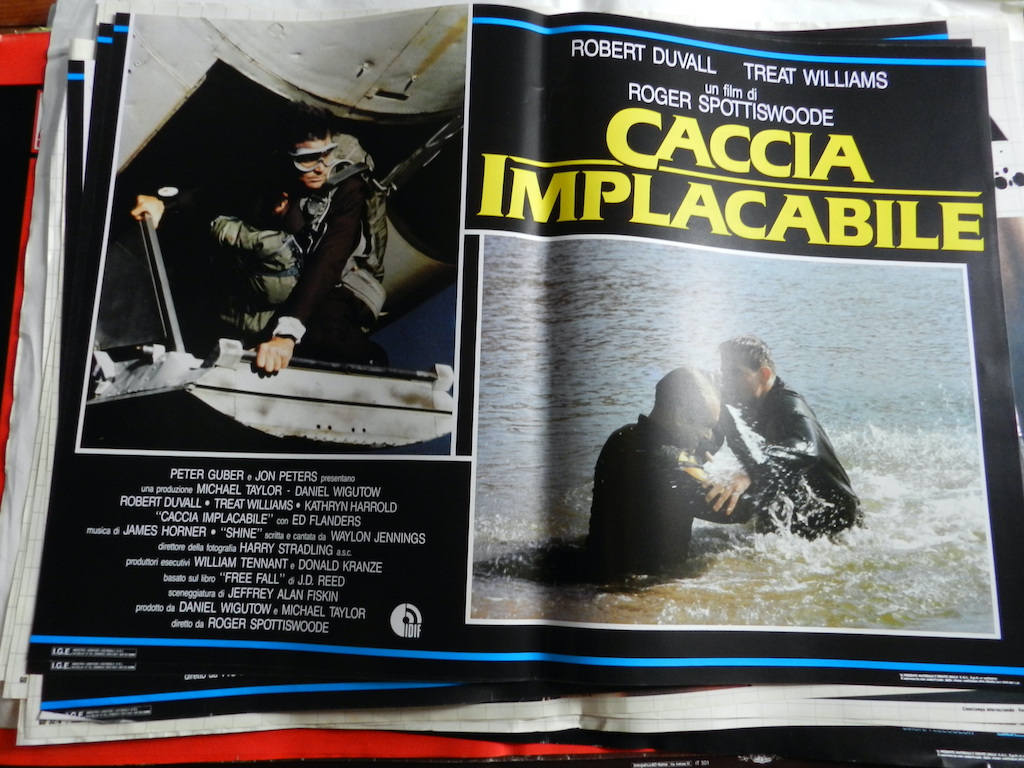 ROBERT DUVALL TREAT WILLIAMS
un film di
ROGER SPOTTISWOODE
CACCIA
IMPLACABILE
PETER GUBER e JON PETERS presentano
una produzione MICHAEL TAYLOR - DANIEL WIGUTOW
ROBERT DUVALL • TREAT WILLIAMS • KATHRYN HARROLD
"CACCIA IMPLACABILE" con ED FLANDERS
musica di JAMES HORNER • "SHINE" scritta e cantata da WAYLON JENNINGS
direttore della fotografia HARRY STRADLING a.s.c.
produttori esecutivi WILLIAM TENNANT e DONALD KRANZE
basato sul libro "FREE FALL" di J.D. REED
sceneggiatura di JEFFREY ALAN FISKIN
prodotto da DANIEL WIGUTOW e MICHAEL TAYLOR
diretto da ROGER SPOTTISWOODE
IDIF
I.G.E.
I.G.E.
diretto da